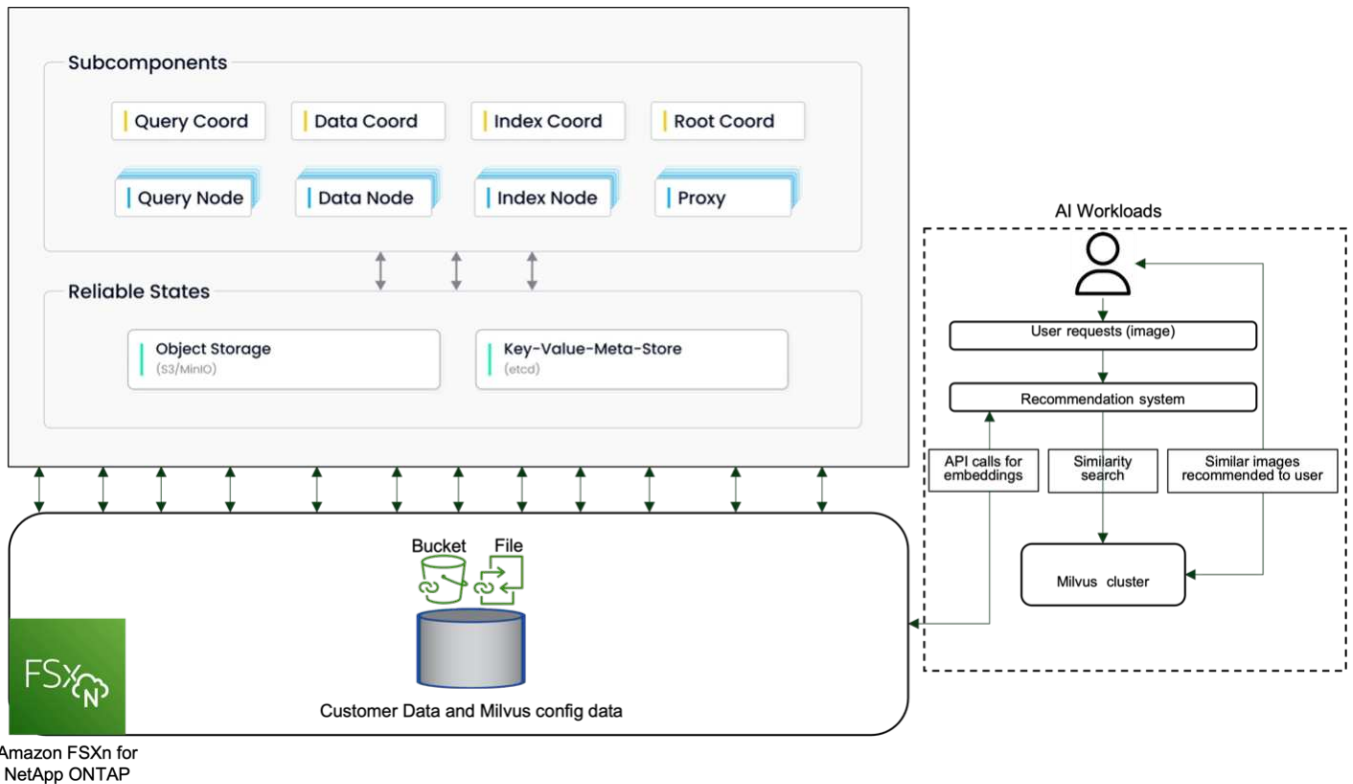 Subcomponents
Query Coord
Data Coord
Index Coord
Root Coord
Query Node
Data Node
Index Node
Proxy
Reliable States
Object Storage
(S3/MinIO)
Key-Value-Meta-Store
(etcd)
Bucket
File
FSx
N
Customer Data and Milvus config data
Amazon FSXn for
NetApp ONTAP
AI Workloads
User requests (image)
Recommendation system
API calls for
embeddings
Similarity
search
Similar images
recommended to user
Milvus cluster